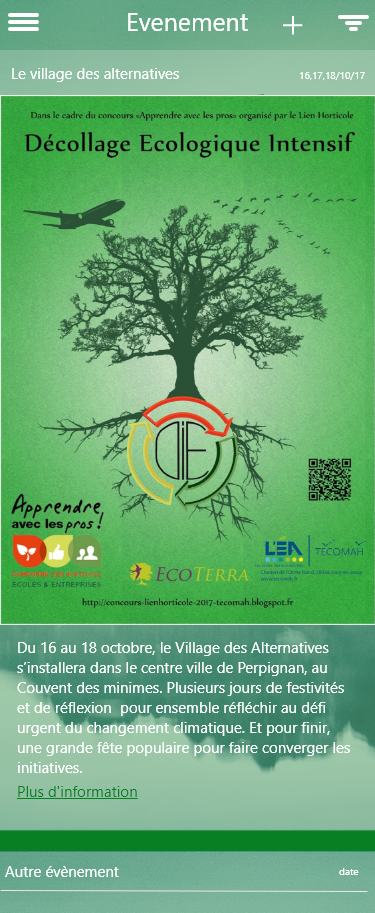 Evenement
Le village des alternatives
16,17,18/10/17
Dans le cadre du concours «Apprendre avec les pros» organisé par le Lien Horticole
Décollage Ecologique Intensif
DIE
Apprendre
avec les pros !
ECOLES & ENTREPRISES
ECOTERRA
L'EA
TECOMAH
www.tecomah.fr
http://concours-lienhorticole-2017-tecomah.blogspot.fr
Du 16 au 18 octobre, le Village des Alternatives
s'installera dans le centre ville de Perpignan, au
Couvent des minimes. Plusieurs jours de festivités
et de réflexion pour ensemble réfléchir au défi
urgent du changement climatique. Et pour finir,
une grande fête populaire pour faire converger les
initiatives.
Plus d'information
Autre évènement
date